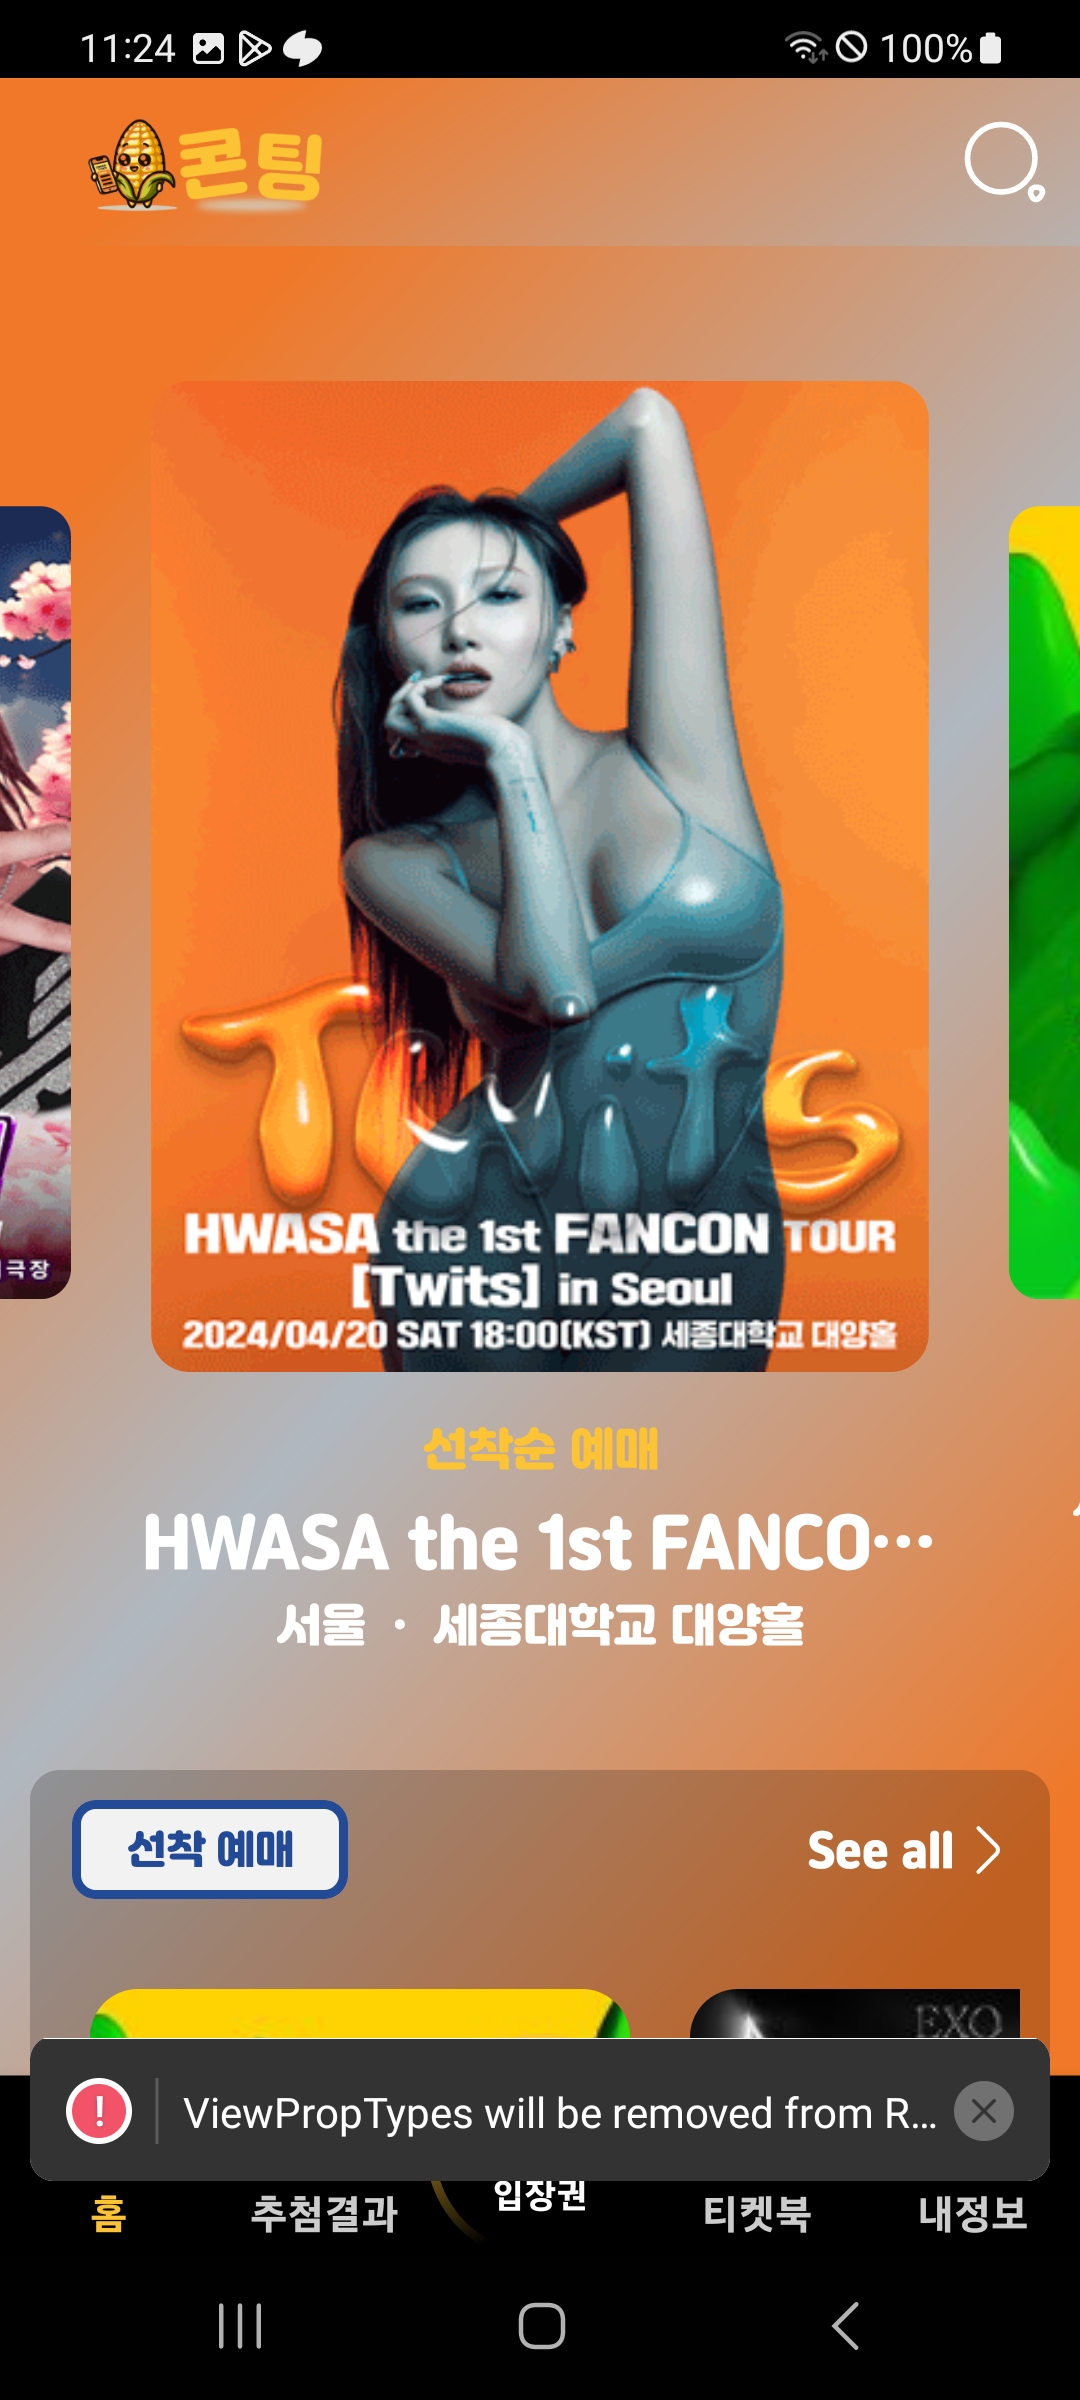 11:24
100%
콘팅
Twits
HWASA the 1st FANCON TOUR
[Twits] in Seoul
2024/04/20 SAT 18:00(KST) 세종대학교 대양홀
극장
선착순 예매
HWASA the 1st FANCO···
서울 · 세종대학교 대양홀
선착 예매
See all
EXO
ViewPropTypes will be removed from R...
홈
추첨결과
입장권
티켓북
내정보